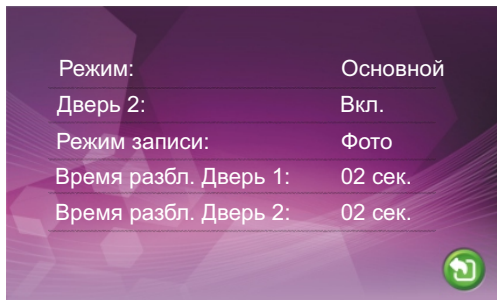 Режим: Основной
Дверь 2: Вкл.
Режим записи: Фото
Время разбл. Дверь 1: 02 сек.
Время разбл. Дверь 2: 02 сек.